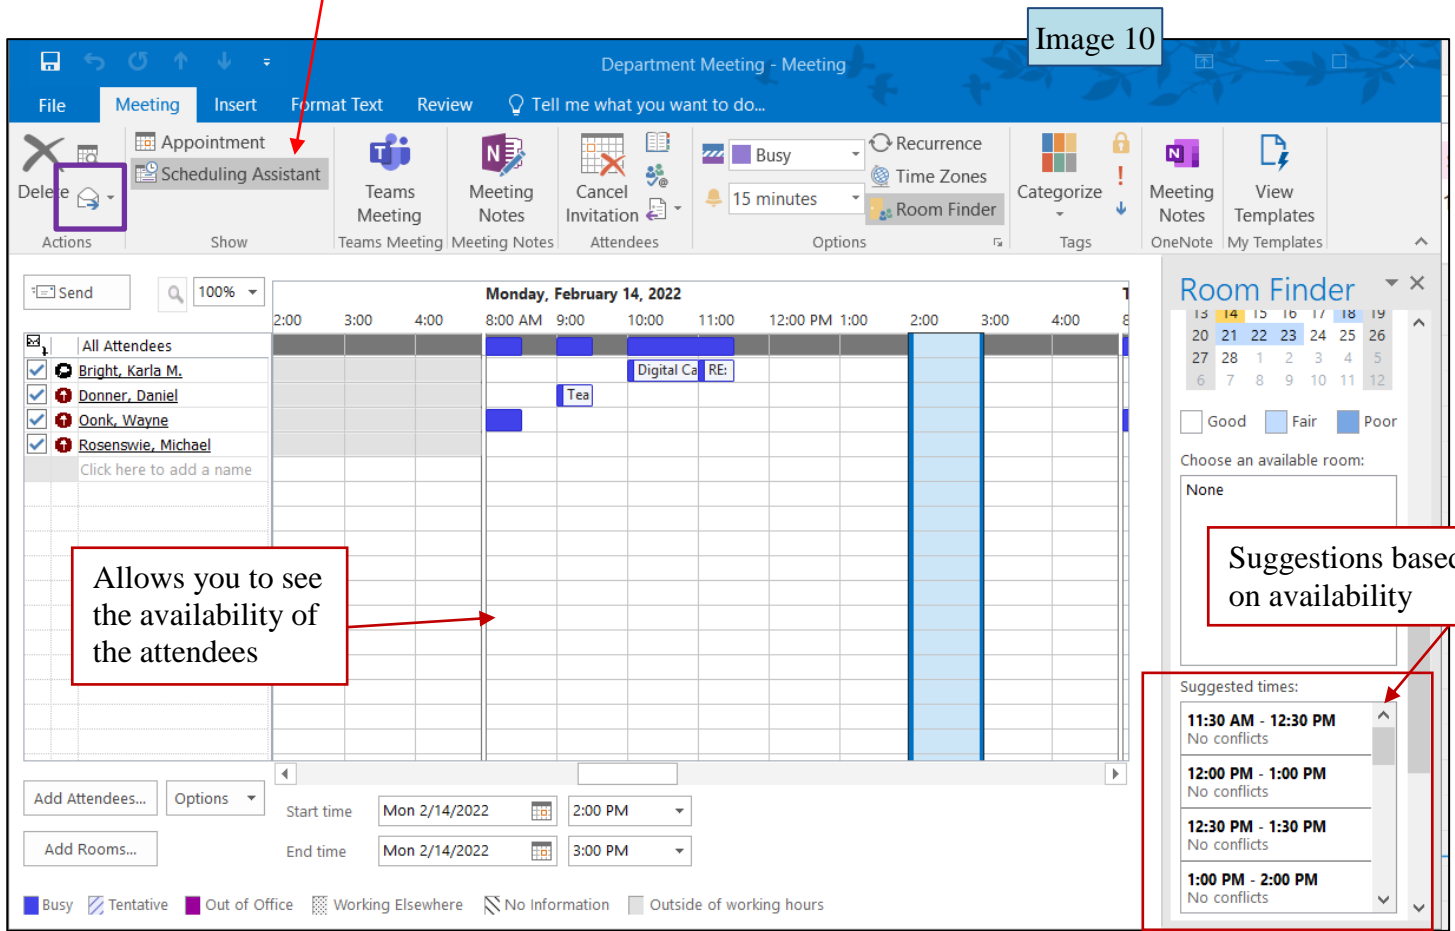 Image 10
Department Meeting - Meeting
File Meeting Insert Format Text Review Tell me what you want to do...
Delete
Actions
Appointment
Scheduling Assistant
Show
Teams
Meeting
Teams Meeting
Meeting
Notes
Meeting Notes
Cancel
Invitation
Attendees
Busy
15 minutes
Recurrence
Time Zones
Room Finder
Options
Categorize
Tags
Meeting
Notes
OneNote
View
Templates
My Templates
Send
100%
Monday, February 14, 2022
2:00 3:00 4:00 8:00 AM 9:00 10:00 11:00 12:00 PM 1:00 2:00 3:00 4:00 8
All Attendees
Bright, Karla M.
Digital Ca RE:
Donner, Daniel
Tea
Oonk, Wayne
Rosenswie, Michael
Click here to add a name
Allows you to see
the availability of
the attendees
Add Attendees... Options
Add Rooms...
Start time Mon 2/14/2022 2:00 PM
End time Mon 2/14/2022 3:00 PM
Busy Tentative Out of Office Working Elsewhere No Information Outside of working hours
Room Finder
13 14 15 16 17 18 19
20 21 22 23 24 25 26
27 28 1 2 3 4 5
6 7 8 9 10 11 12
Good Fair Poor
Choose an available room:
None
Suggestions based
on availability
Suggested times:
11:30 AM - 12:30 PM
No conflicts
12:00 PM - 1:00 PM
No conflicts
12:30 PM - 1:30 PM
No conflicts
1:00 PM - 2:00 PM
No conflicts